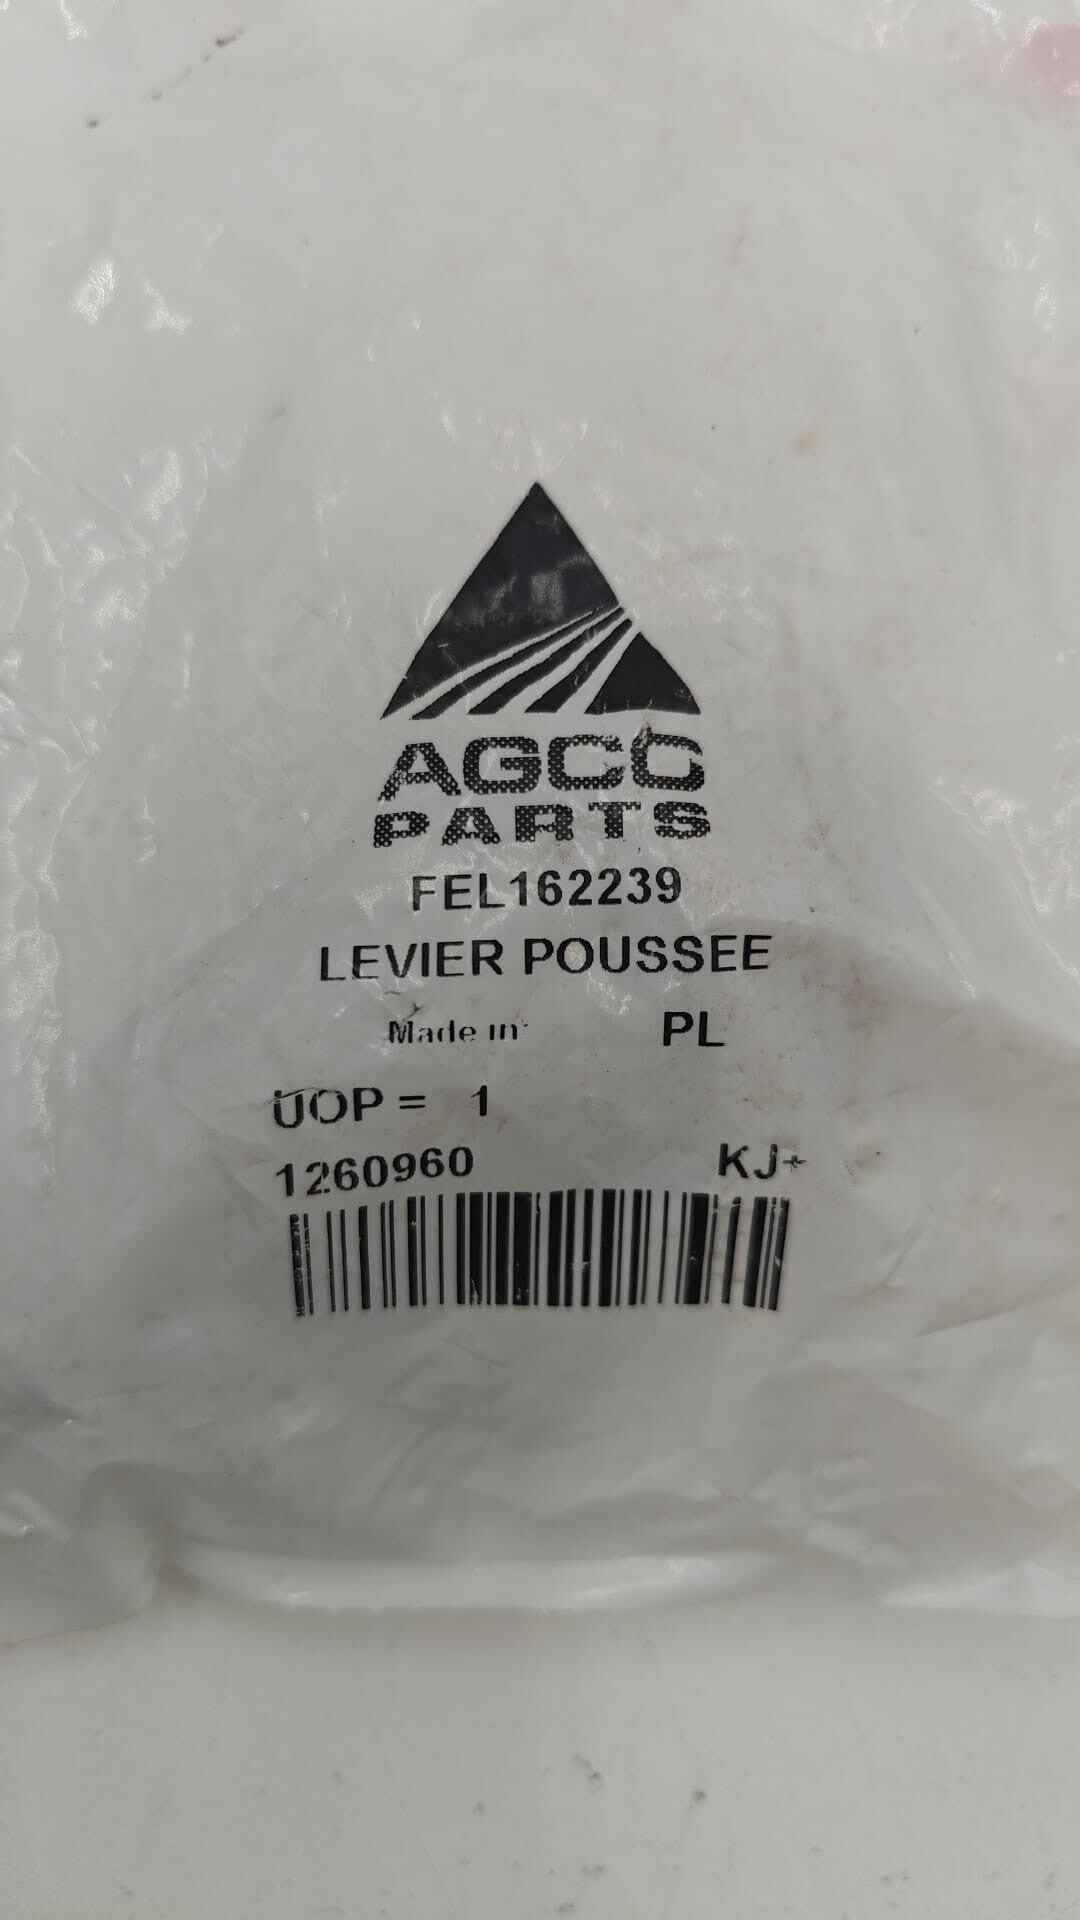 AGCO
PARTS
FEL162239
LEVIER POUSSEE
Made in PL
UOP = 1
1260960 KJ+